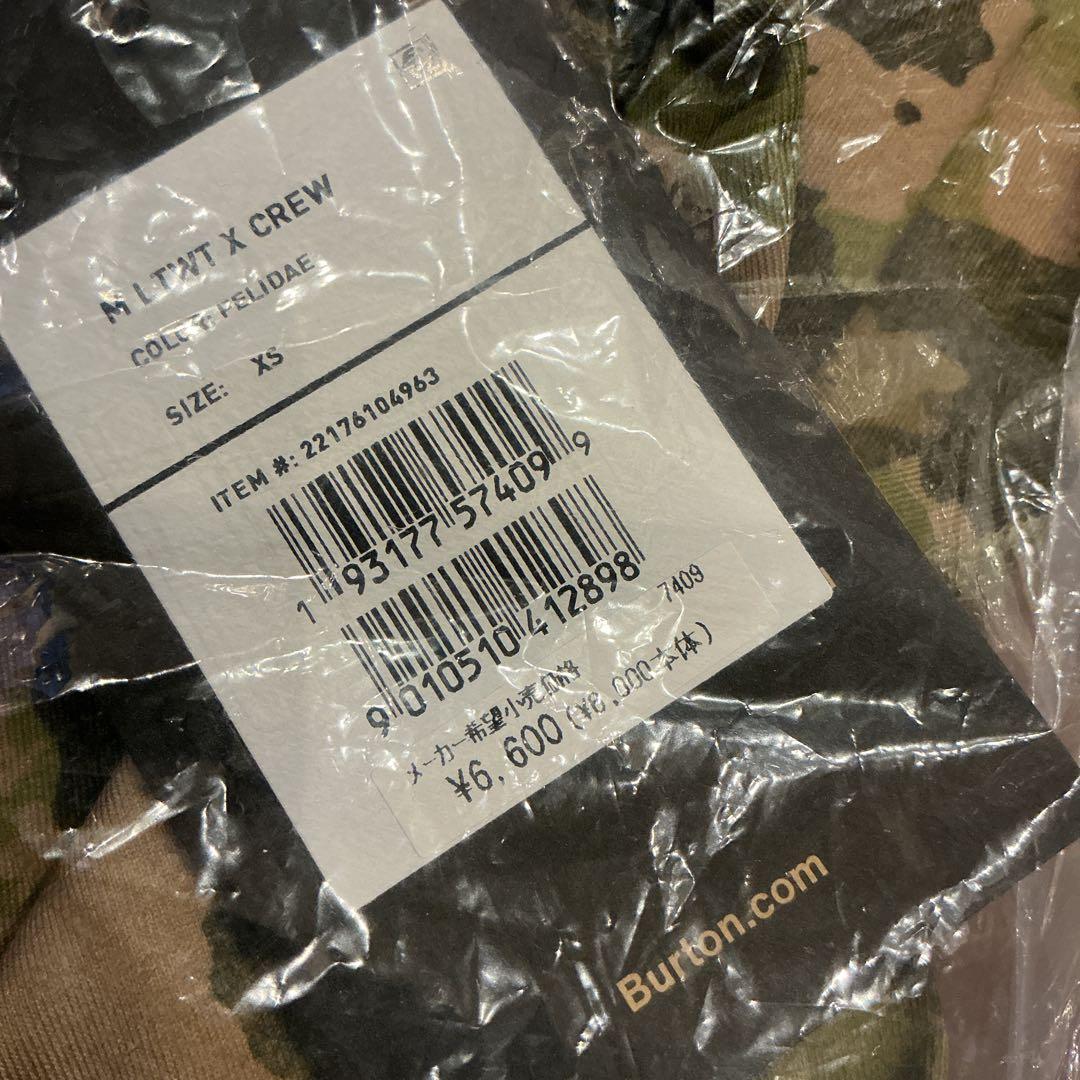 M LTWT X CREW
COLOR: FELIDAE
SIZE: XS
ITEM #: 22176104963
1 93177 57409 9
9 010510 412898
7409
メーカー希望小売価格
¥6,600 (¥6,000本体)
Burton.com